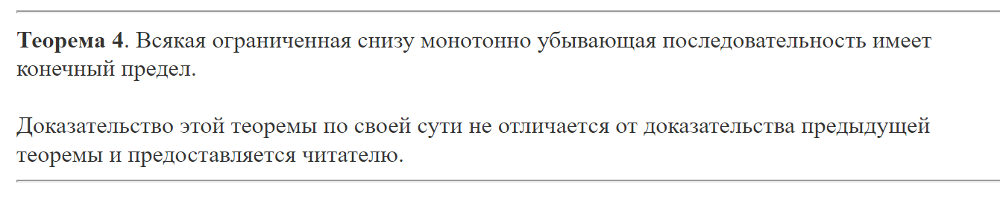 Теорема 4. Всякая ограниченная снизу монотонно убывающая последовательность имеет
конечный предел.
Доказательство этой теоремы по своей сути не отличается от доказательства предыдущей
теоремы и предоставляется читателю.